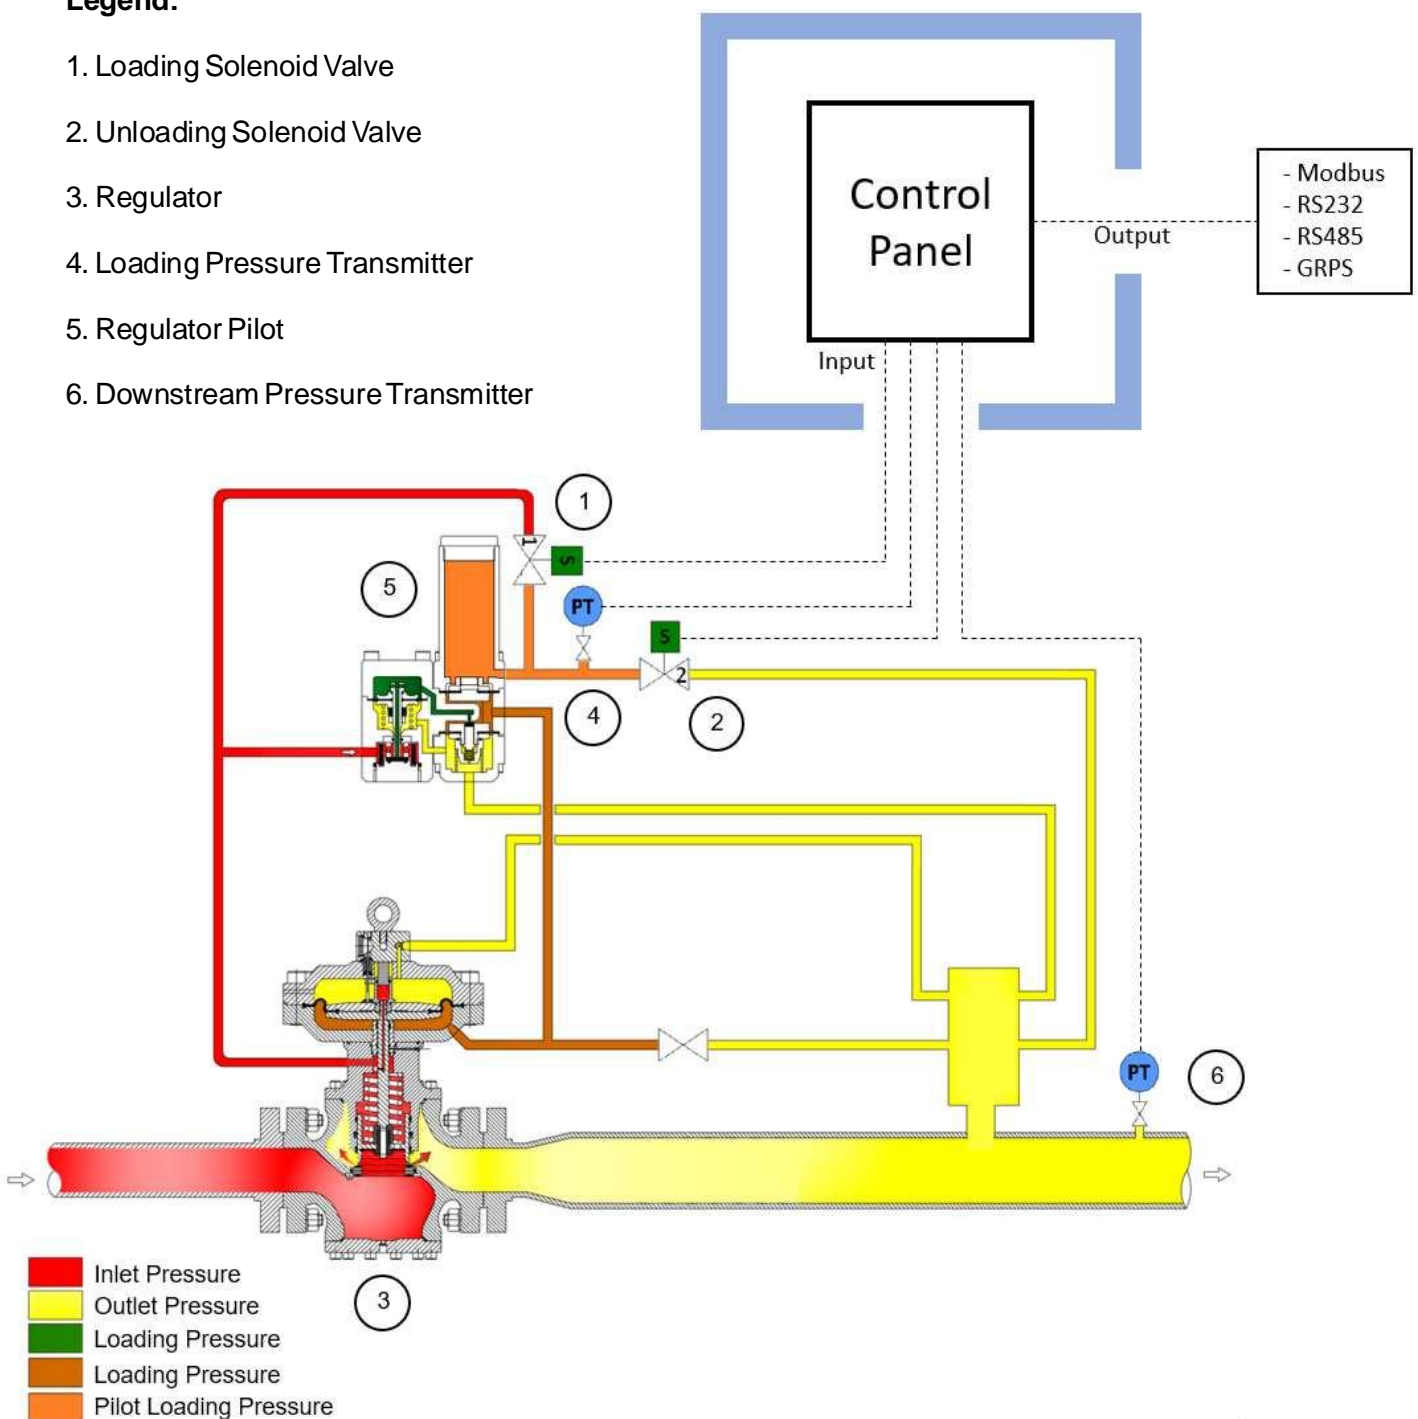 Legend:
1. Loading Solenoid Valve
2. Unloading Solenoid Valve
3. Regulator
4. Loading Pressure Transmitter
5. Regulator Pilot
6. Downstream Pressure Transmitter
Control
Panel
Output
Input
- Modbus
- RS232
- RS485
- GRPS
1
1
S
5
PT
S
2
4
2
PT
6
3
Inlet Pressure
Outlet Pressure
Loading Pressure
Loading Pressure
Pilot Loading Pressure